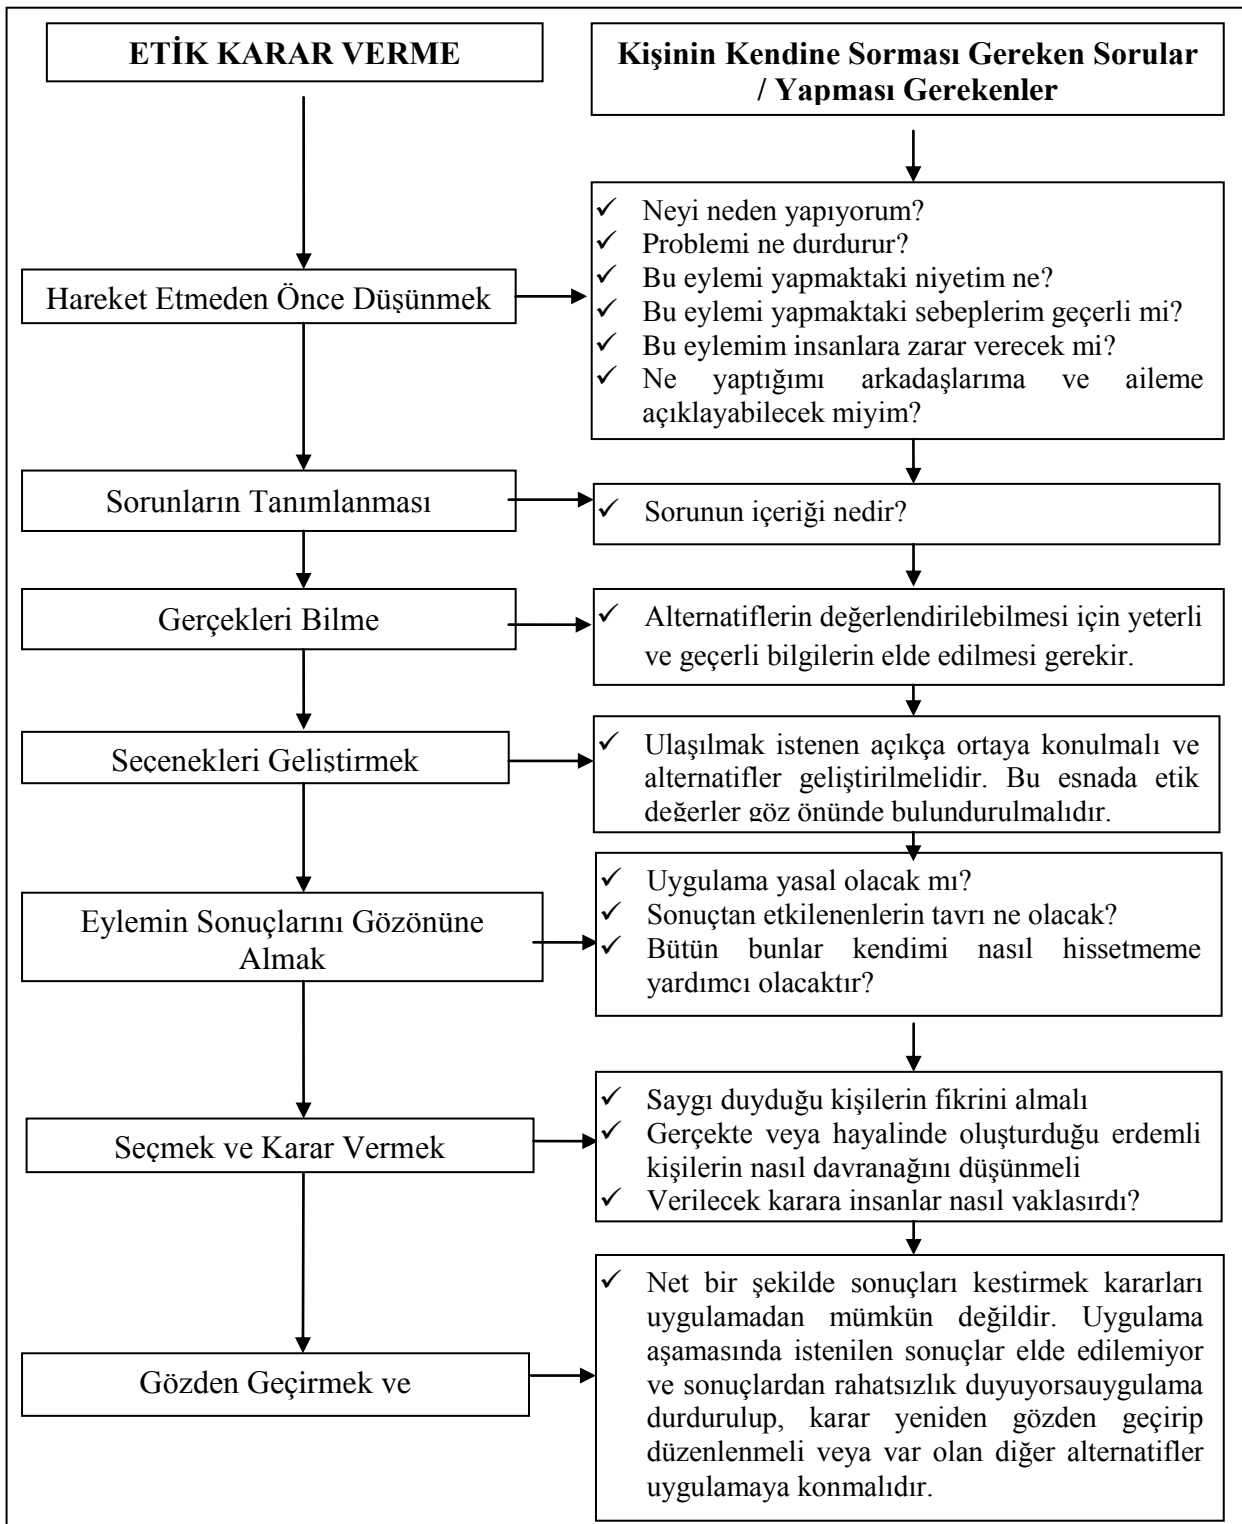 ETİK KARAR VERME
Kişinin Kendine Sorması Gereken Sorular
/ Yapması Gerekenler
Hareket Etmeden Önce Düşünmek
✓ Neyi neden yapıyorum?
✓ Problemi ne durdurur?
✓ Bu eylemi yapmaktaki niyetim ne?
✓ Bu eylemi yapmaktaki sebeplerim geçerli mi?
✓ Bu eylemim insanlara zarar verecek mi?
✓ Ne yaptığımı arkadaşlarıma ve aileme
açıklayabilecek miyim?
Sorunların Tanımlanması
✓ Sorunun içeriği nedir?
Gerçekleri Bilme
✓ Alternatiflerin değerlendirilebilmesi için yeterli
ve geçerli bilgilerin elde edilmesi gerekir.
Seçenekleri Geliştirmek
✓ Ulaşılmak istenen açıkça ortaya konulmalı ve
alternatifler geliştirilmelidir. Bu esnada etik
değerler göz önünde bulundurulmalıdır.
Eylemin Sonuçlarını Gözönüne
Almak
✓ Uygulama yasal olacak mı?
✓ Sonuçtan etkilenenlerin tavrı ne olacak?
✓ Bütün bunlar kendimi nasıl hissetmeme
yardımcı olacaktır?
Seçmek ve Karar Vermek
✓ Saygı duyduğu kişilerin fikrini almalı
✓ Gerçekte veya hayalinde oluşturduğu erdemli
kişilerin nasıl davranağını düşünmeli
✓ Verilecek karara insanlar nasıl yaklaşırdı?
Gözden Geçirmek ve
✓ Net bir şekilde sonuçları kestirmek kararları
uygulamadan mümkün değildir. Uygulama
aşamasında istenilen sonuçlar elde edilemiyor
ve sonuçlardan rahatsızlık duyuyorsauygulama
durdurulup, karar yeniden gözden geçirip
düzenlenmeli veya var olan diğer alternatifler
uygulamaya konmalıdır.